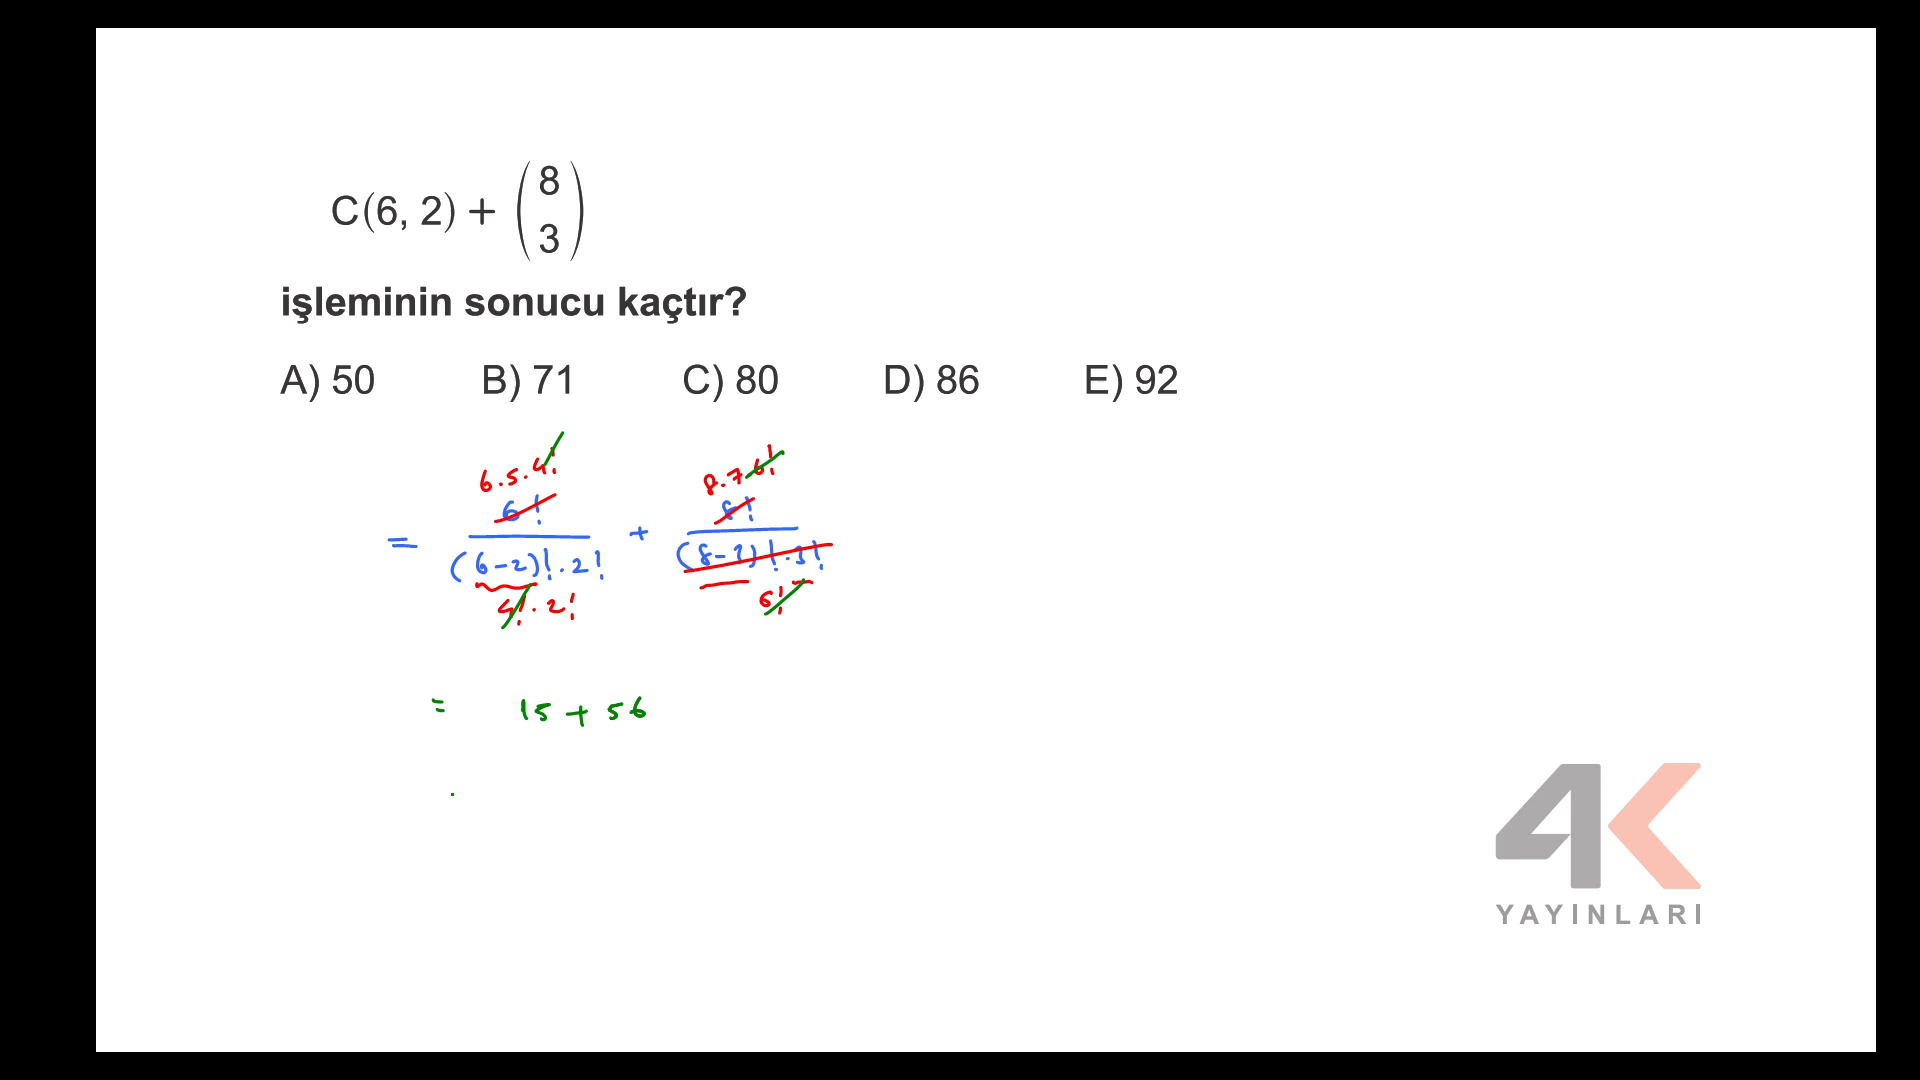 C(6, 2) + (8 3)
işleminin sonucu kaçtır?
A) 50 B) 71 C) 80 D) 86 E) 92
6.5.4! 8.7 6!
= 6! + 8!
(6-2)!.2! (8-2)!.3!
4!.2! 6!
= 15 + 56
4K
YAYINLARI